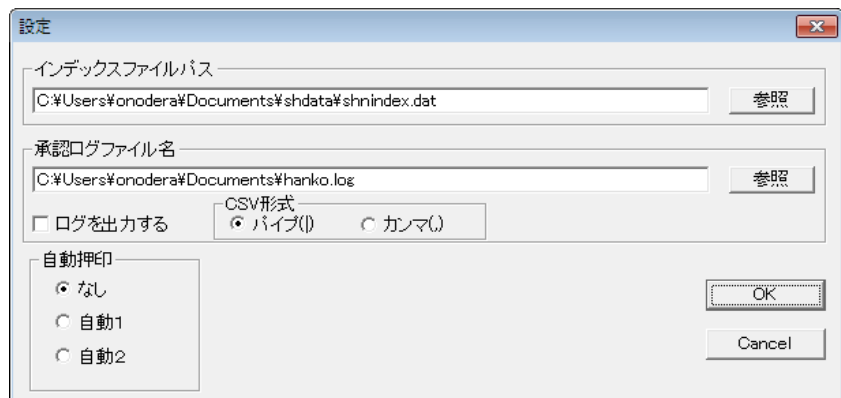 設定
インデックスファイルパス
C:¥Users¥onodera¥Documents¥shdata¥shnindex.dat
参照
承認ログファイル名
C:¥Users¥onodera¥Documents¥hanko.log
参照
ログを出力する
CSV形式
パイプ(|)
カンマ(,)
自動押印
なし
自動1
自動2
OK
Cancel